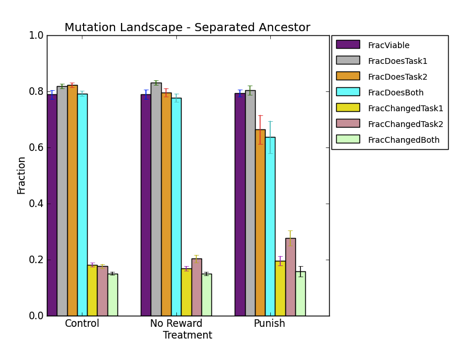 Mutation Landscape - Separated Ancestor
1.0
0.8
0.6
0.4
0.2
0.0
Fraction
Control
No Reward
Punish
Treatment
FracViable
FracDoesTask1
FracDoesTask2
FracDoesBoth
FracChangedTask1
FracChangedTask2
FracChangedBoth